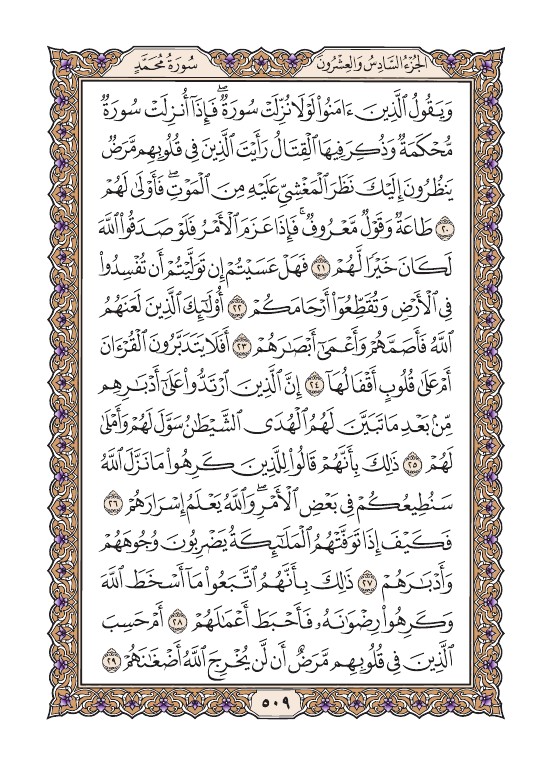 الجزء السادس والعشرون
سورة محمد
وَيَقُولُ ٱلَّذِينَ ءَامَنُواْ لَوۡلَا نُزِّلَتۡ سُورَةٞۖ فَإِذَآ أُنزِلَتۡ سُورَةٞ
مُّحۡكَمَةٞ وَذُكِرَ فِيهَا ٱلۡقِتَالُ رَأَيۡتَ ٱلَّذِينَ فِي قُلُوبِهِم مَّرَضٞ
يَنظُرُونَ إِلَيۡكَ نَظَرَ ٱلۡمَغۡشِيِّ عَلَيۡهِ مِنَ ٱلۡمَوۡتِۖ فَأَوۡلَىٰ لَهُمۡ
٢٠ طَاعَةٞ وَقَوۡلٞ مَّعۡرُوفٞۚ فَإِذَا عَزَمَ ٱلۡأَمۡرُ فَلَوۡ صَدَقُواْ ٱللَّهَ
لَكَانَ خَيۡرٗا لَّهُمۡ ٢١ فَهَلۡ عَسَيۡتُمۡ إِن تَوَلَّيۡتُمۡ أَن تُفۡسِدُواْ
فِي ٱلۡأَرۡضِ وَتُقَطِّعُوٓاْ أَرۡحَامَكُمۡ ٢٢ أُوْلَٰٓئِكَ ٱلَّذِينَ لَعَنَهُمُ
ٱللَّهُ فَأَصَمَّهُمۡ وَأَعۡمَىٰٓ أَبۡصَٰرَهُمۡ ٢٣ أَفَلَا يَتَدَبَّرُونَ ٱلۡقُرۡءَانَ
أَمۡ عَلَىٰ قُلُوبٍ أَقۡفَالُهَآ ٢٤ إِنَّ ٱلَّذِينَ ٱرۡتَدُّواْ عَلَىٰٓ أَدۡبَٰرِهِم
مِّنۢ بَعۡدِ مَا تَبَيَّنَ لَهُمُ ٱلۡهُدَى ٱلشَّيۡطَٰنُ سَوَّلَ لَهُمۡ وَأَمۡلَىٰ
لَهُمۡ ٢٥ ذَٰلِكَ بِأَنَّهُمۡ قَالُواْ لِلَّذِينَ كَرِهُواْ مَا نَزَّلَ ٱللَّهُ
سَنُطِيعُكُمۡ فِي بَعۡضِ ٱلۡأَمۡرِۖ وَٱللَّهُ يَعۡلَمُ إِسۡرَارَهُمۡ ٢٦
فَكَيۡفَ إِذَا تَوَفَّتۡهُمُ ٱلۡمَلَٰٓئِكَةُ يَضۡرِبُونَ وُجُوهَهُمۡ
وَأَدۡبَٰرَهُمۡ ٢٧ ذَٰلِكَ بِأَنَّهُمُ ٱتَّبَعُواْ مَآ أَسۡخَطَ ٱللَّهَ
وَكَرِهُواْ رِضۡوَٰنَهُۥ فَأَحۡبَطَ أَعۡمَٰلَهُمۡ ٢٨ أَمۡ حَسِبَ
ٱلَّذِينَ فِي قُلُوبِهِم مَّرَضٌ أَن لَّن يُخۡرِجَ ٱللَّهُ أَضۡغَٰنَهُمۡ ٢٩
٥٠٩